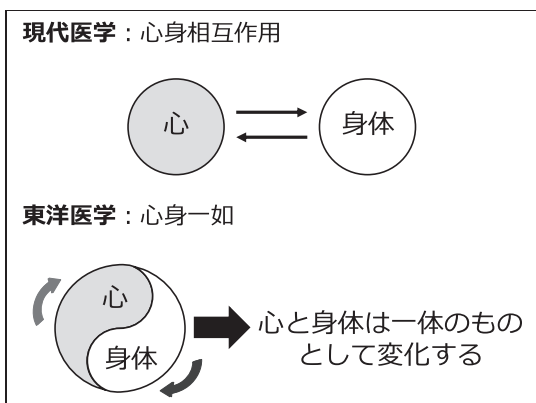 現代医学：心身相互作用
心
身体
東洋医学：心身一如
心
身体
心と身体は一体のもの
として変化する